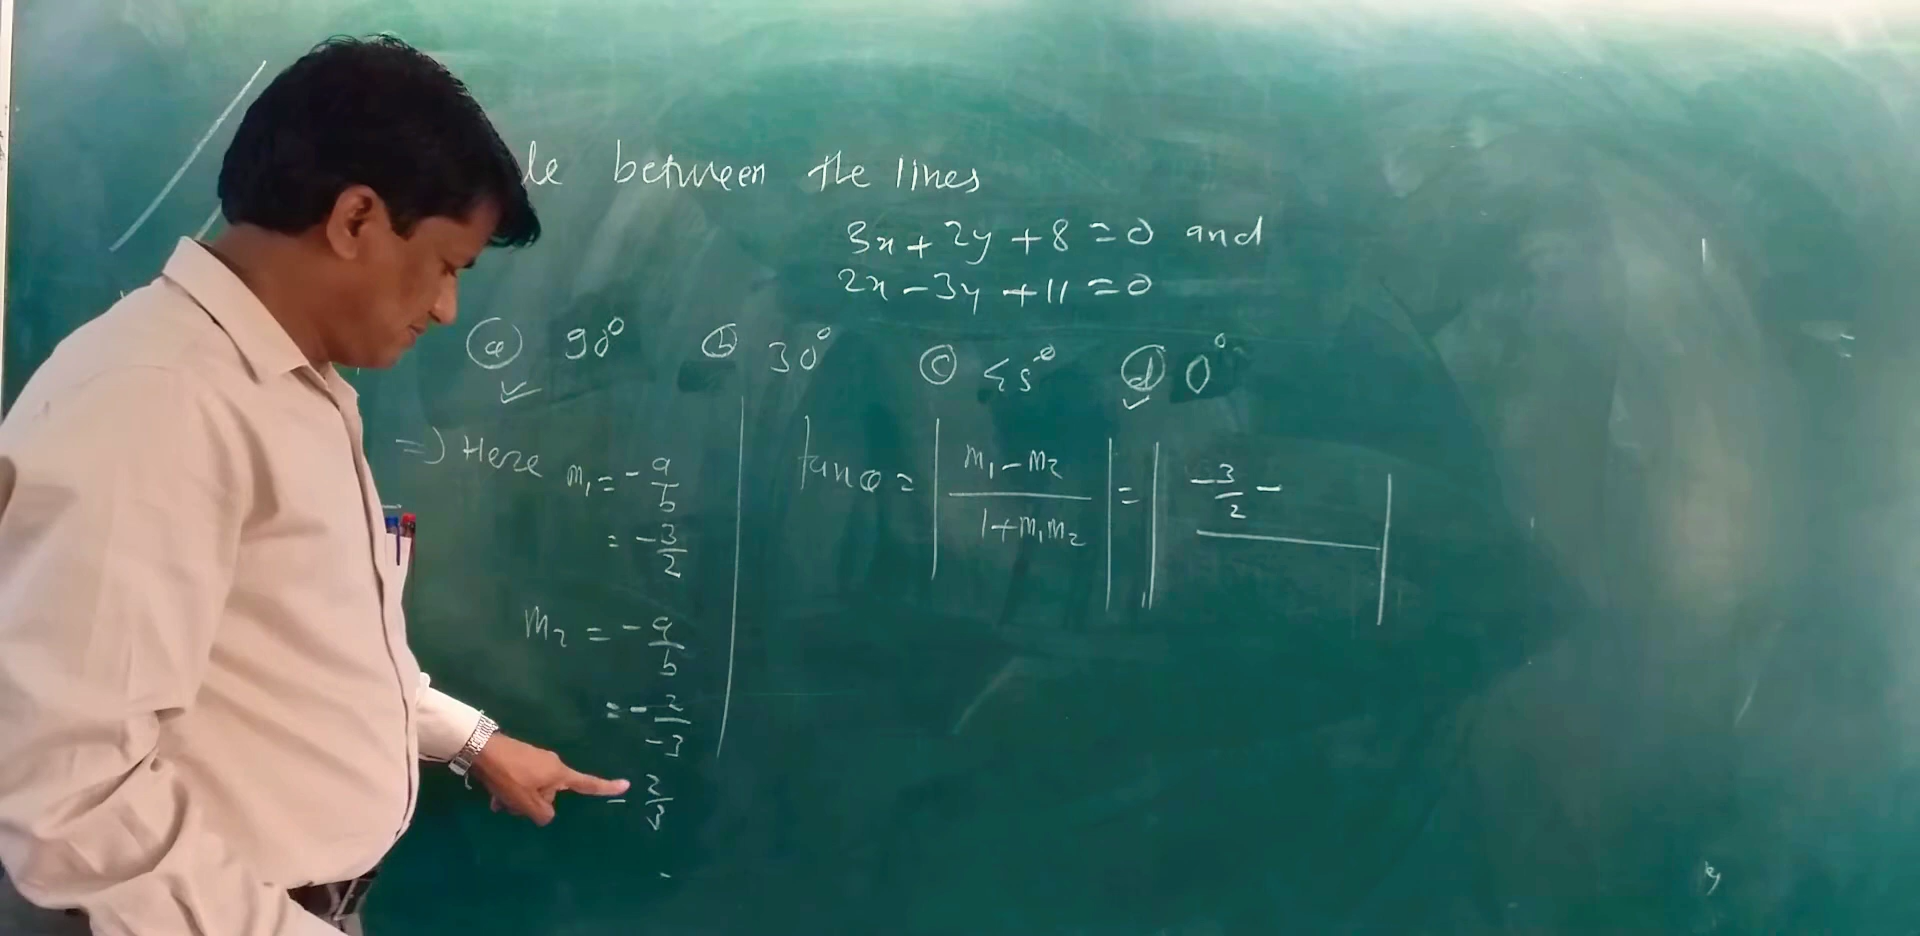 le between the lines
3x + 2y + 8 = 0 and
2x - 3y + 11 = 0
(a) 90° (b) 30° (c) 45° (d) 0°
=) Here m₁ = -a/b
= -3/2
m₂ = -a/b
= -2/-3
= 2/3
tanθ = |(m₁ - m₂)/(1 + m₁m₂)| = |-3/2 -